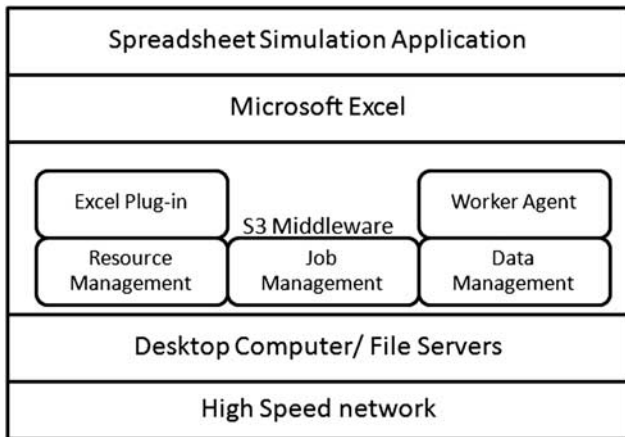 Spreadsheet Simulation Application
Microsoft Excel
Excel Plug-in
Worker Agent
S3 Middleware
Resource
Management
Job
Management
Data
Management
Desktop Computer/ File Servers
High Speed network